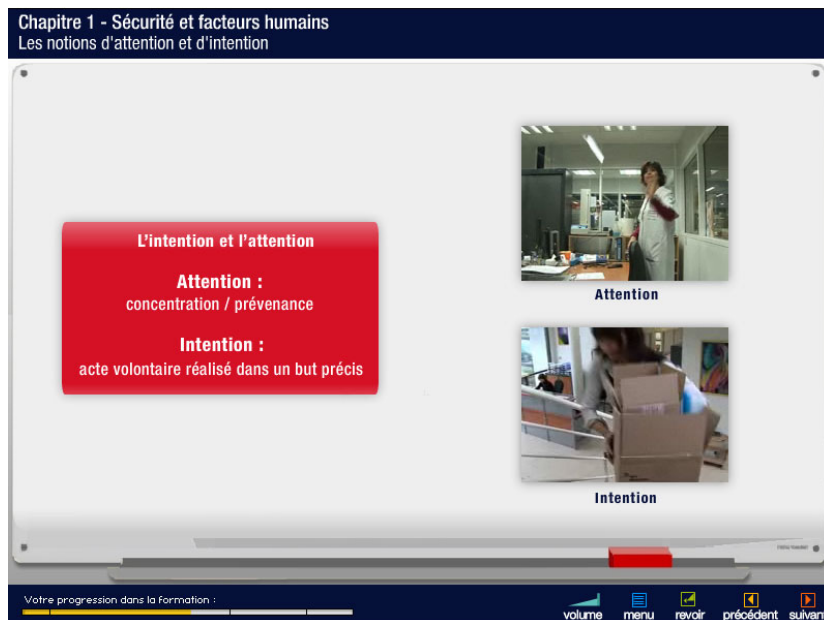 Chapitre 1 - Sécurité et facteurs humains
Les notions d'attention et d'intention
L'intention et l'attention
Attention :
concentration / prévenance
Intention :
acte volontaire réalisé dans un but précis
Attention
Intention
Votre progression dans la formation :
volume menu revoir précédent suivant